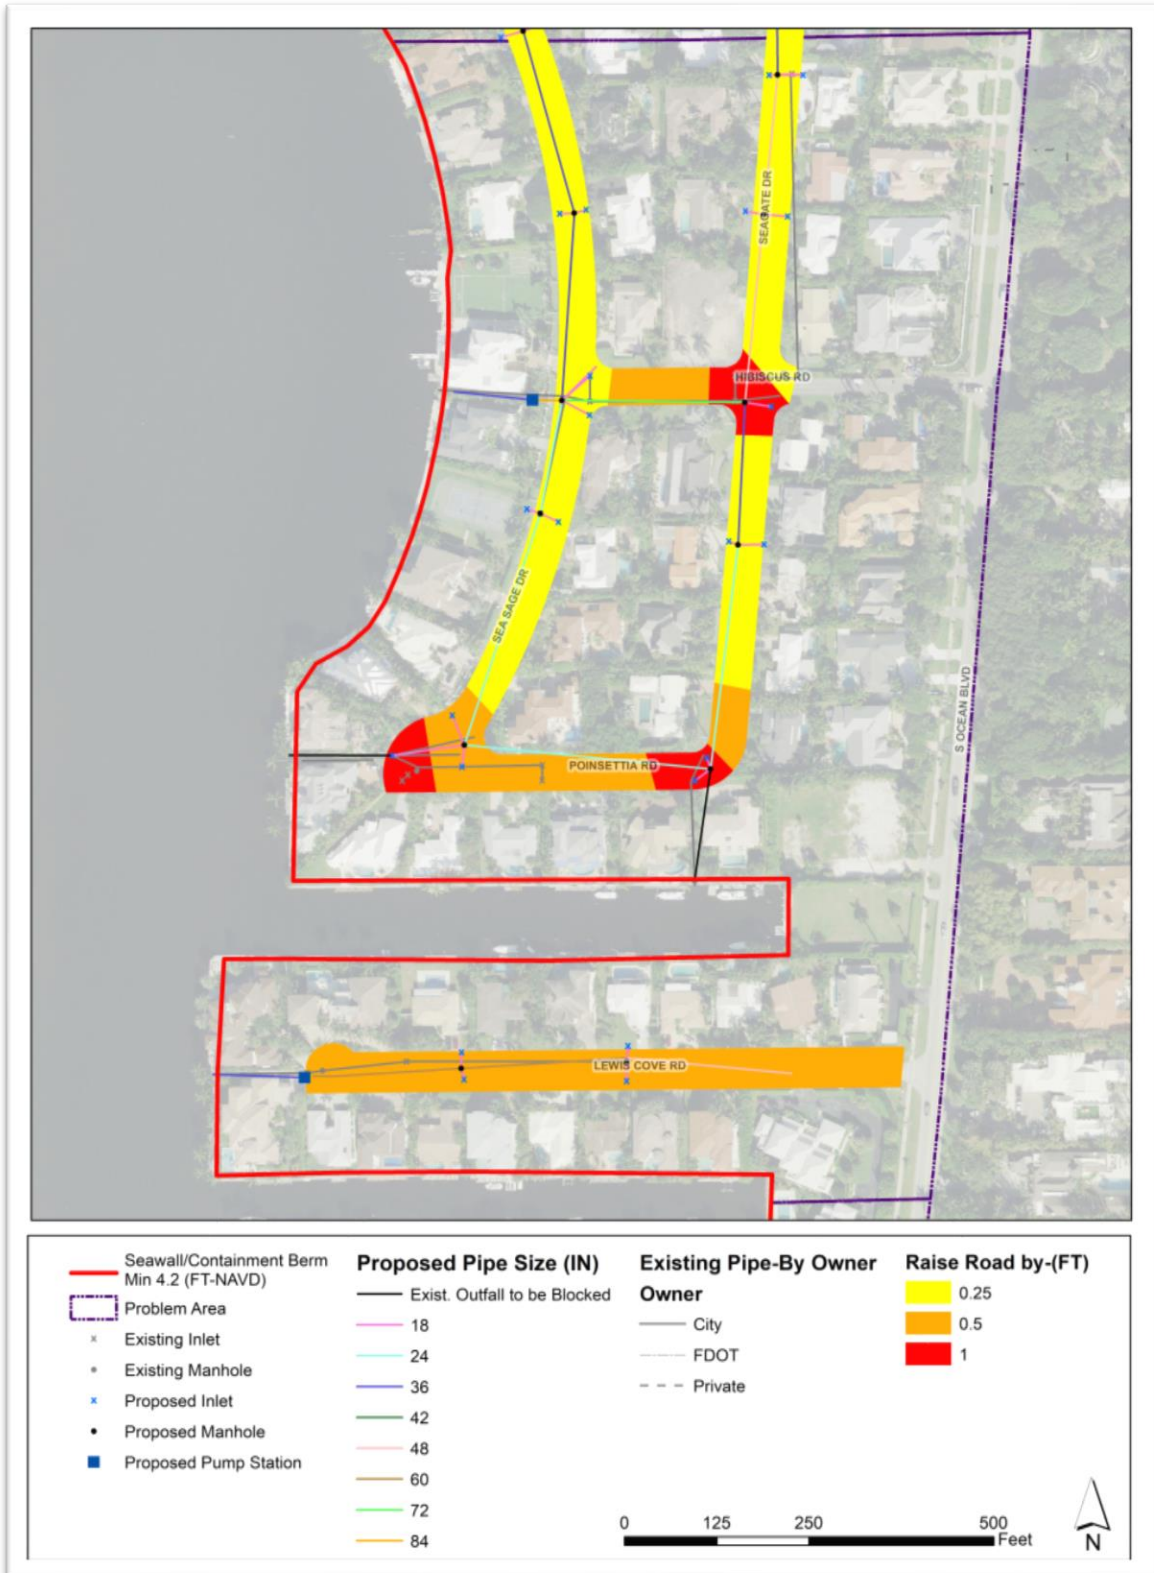 SEAGATE DR
HIBISCUS RD
SEA SAGE DR
S OCEAN BLVD
POINSETTIA RD
LEWIS COVE RD
Seawall/Containment Berm
Min 4.2 (FT-NAVD)
Problem Area
Existing Inlet
Existing Manhole
Proposed Inlet
Proposed Manhole
Proposed Pump Station
Proposed Pipe Size (IN)
Exist. Outfall to be Blocked
18
24
36
42
48
60
72
84
Existing Pipe-By Owner
Owner
City
FDOT
Private
Raise Road by-(FT)
0.25
0.5
1
0 125 250 500
Feet
N